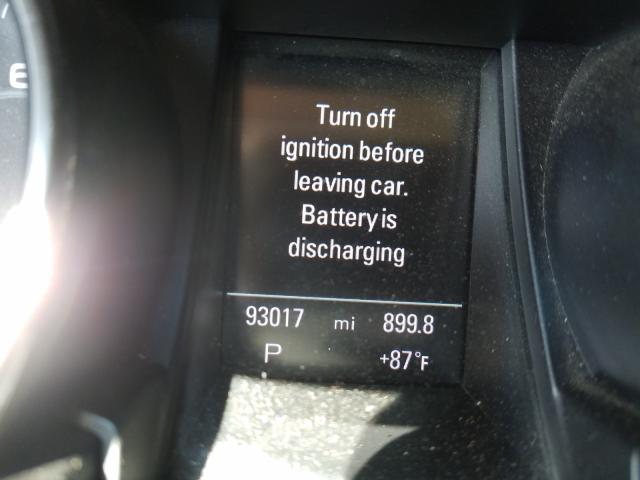 E
Turn off
ignition before
leaving car.
Battery is
discharging
93017 mi 899.8
P +87°F